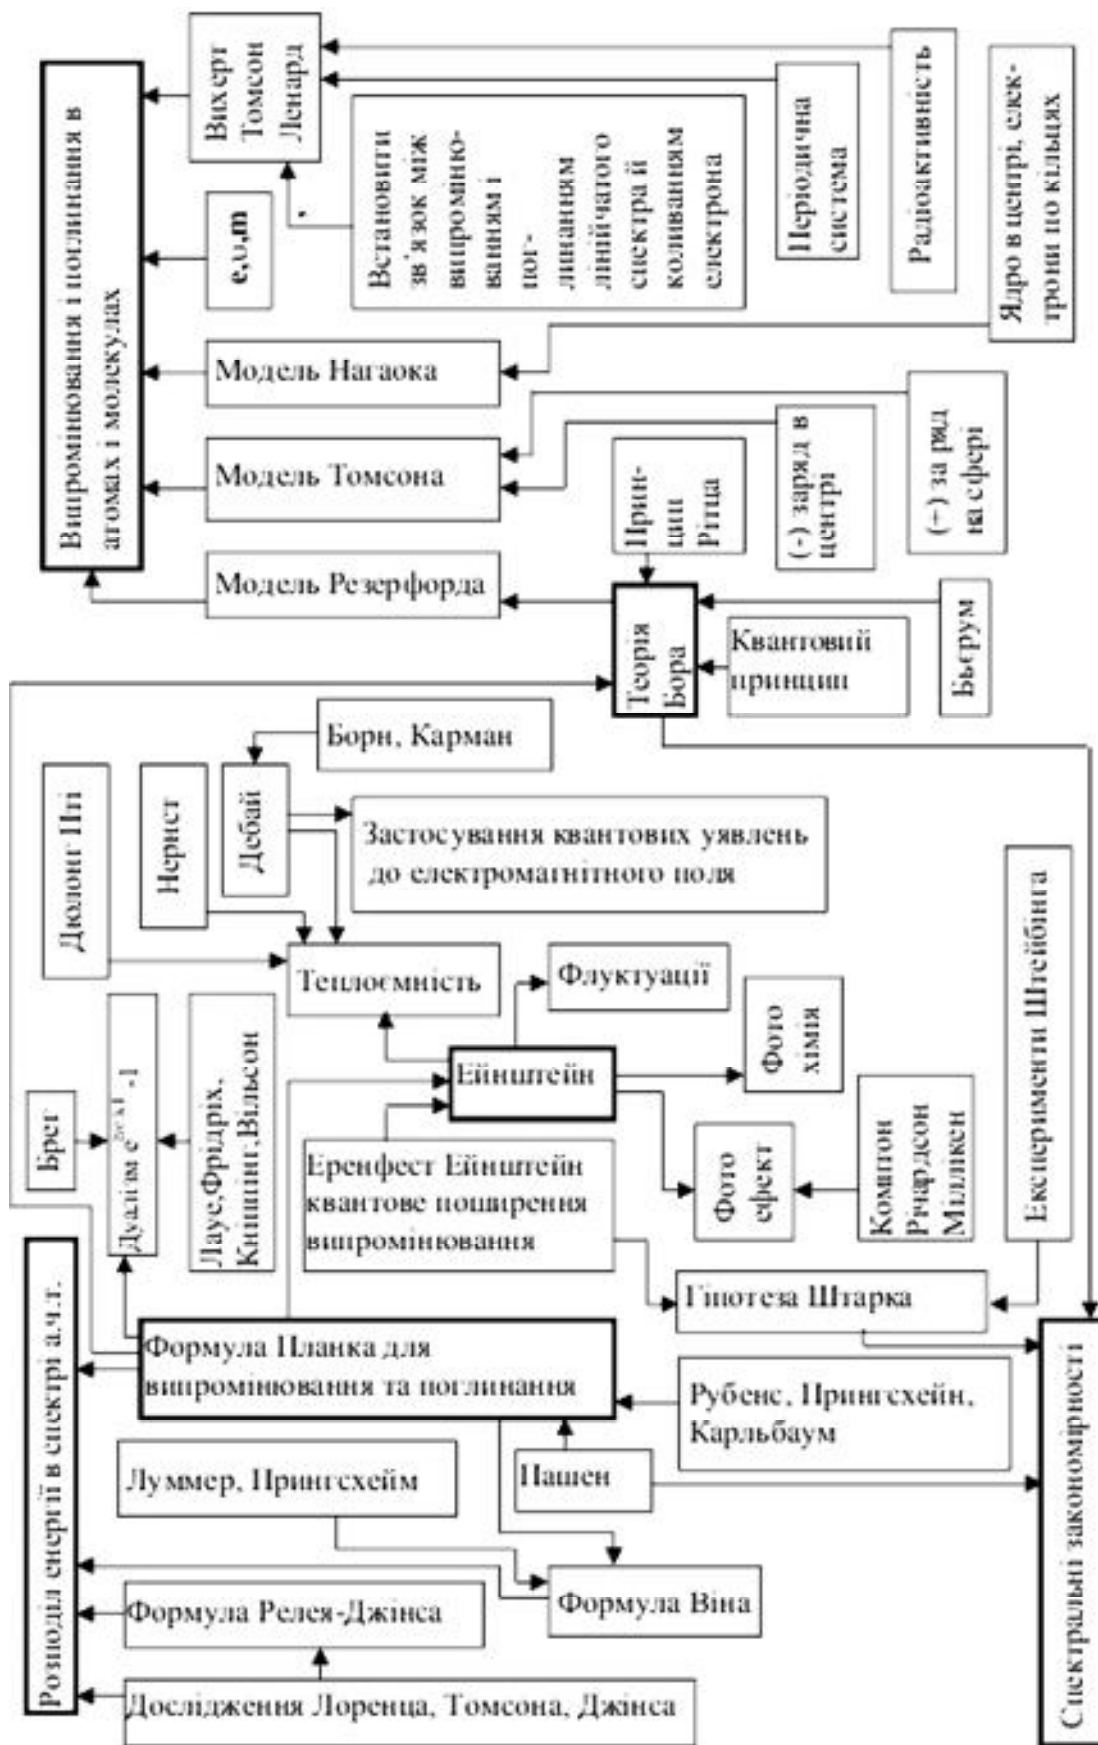 Випромінювання і поглинання в
атомах і молекулах
Вихерт
Томсон
Ленард
e,υ,m
Встановити
зв'язок між
випроміню-
ванням і
пог-
линанням
лінійчатого
спектра й
коливанням
електрона
Періодична
система
Радіоактивність
Ядро в центрі, елек-
трони по кільцях
Модель Нагаока
Модель Томсона
Модель Резерфорда
Прин-
цип
Рітца
(-) заряд в
центрі
(+) за ряд
на сфері
Теорія
Бора
Квантовий
принцип
Бьєрум
Дюлонг Пті
Нернст
Дебай
Борн, Карман
Застосування квантових уявлень
до електромагнітного поля
Теплоємність
Флуктуації
Ейнштейн
Фото
хімія
Фото
ефект
Комптон
Річардсон
Міллікен
Експерименти Штейбінга
Брег
Дуалізм
Лауе,Фрідріх,
Кніппінг,Вільсон
Еренфест Ейнштейн
квантове поширення
випромінювання
Гіпотеза Штарка
Розподіл енергії в спектрі а.ч.т.
Формула Планка для
випромінювання та поглинання
Рубенс, Прингсхейн,
Карльбаум
Луммер, Прингсхейм
Пашен
Формула Релея-Джінса
Формула Віна
Дослідження Лоренца, Томсона, Джінса
Спектральні закономірності